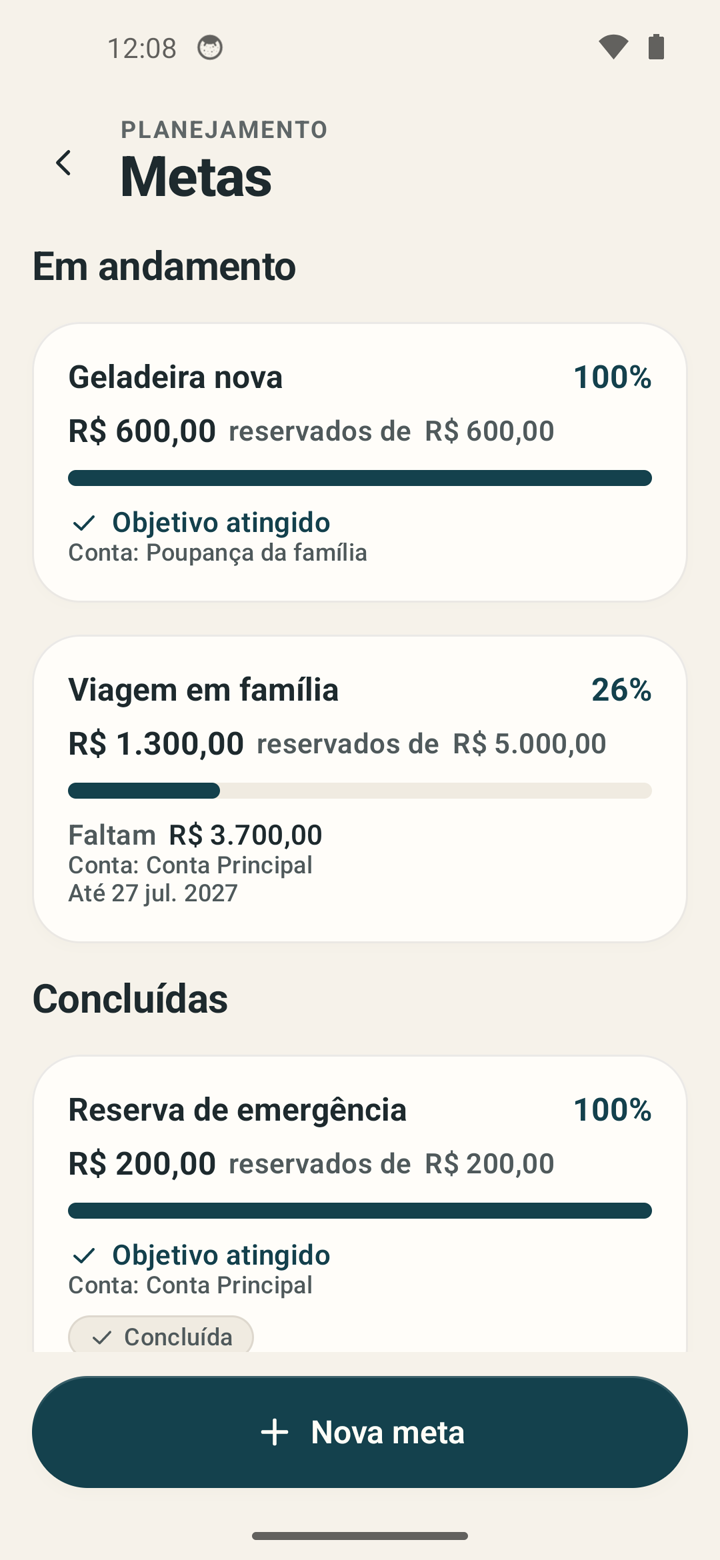 12:08
PLANEJAMENTO
Metas
Em andamento
Geladeira nova 100%
R$ 600,00 reservados de R$ 600,00
Objetivo atingido
Conta: Poupança da família
Viagem em família 26%
R$ 1.300,00 reservados de R$ 5.000,00
Faltam R$ 3.700,00
Conta: Conta Principal
Até 27 jul. 2027
Concluídas
Reserva de emergência 100%
R$ 200,00 reservados de R$ 200,00
Objetivo atingido
Conta: Conta Principal
Concluída
Nova meta